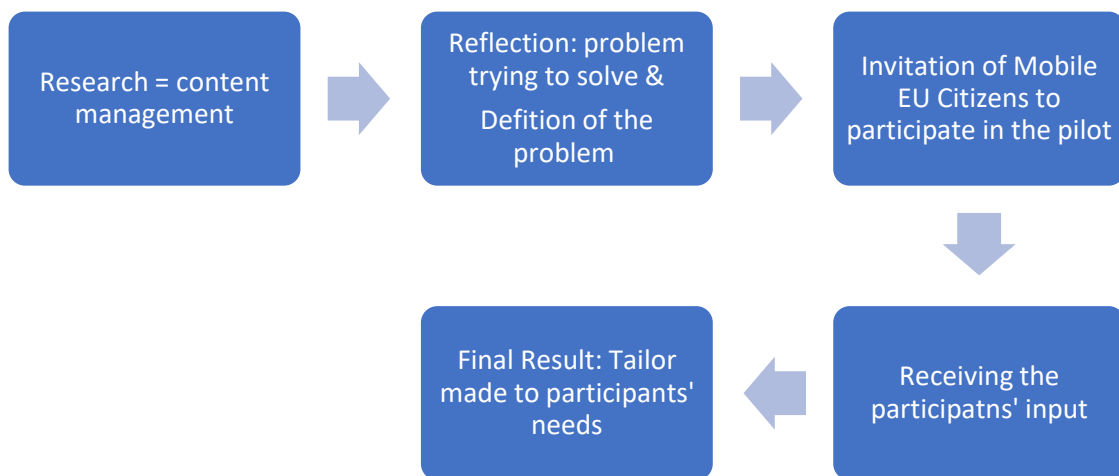 Research = content
management
Reflection: problem
trying to solve &
Defition of the
problem
Invitation of Mobile
EU Citizens to
participate in the pilot
Receiving the
participatns' input
Final Result: Tailor
made to participants'
needs